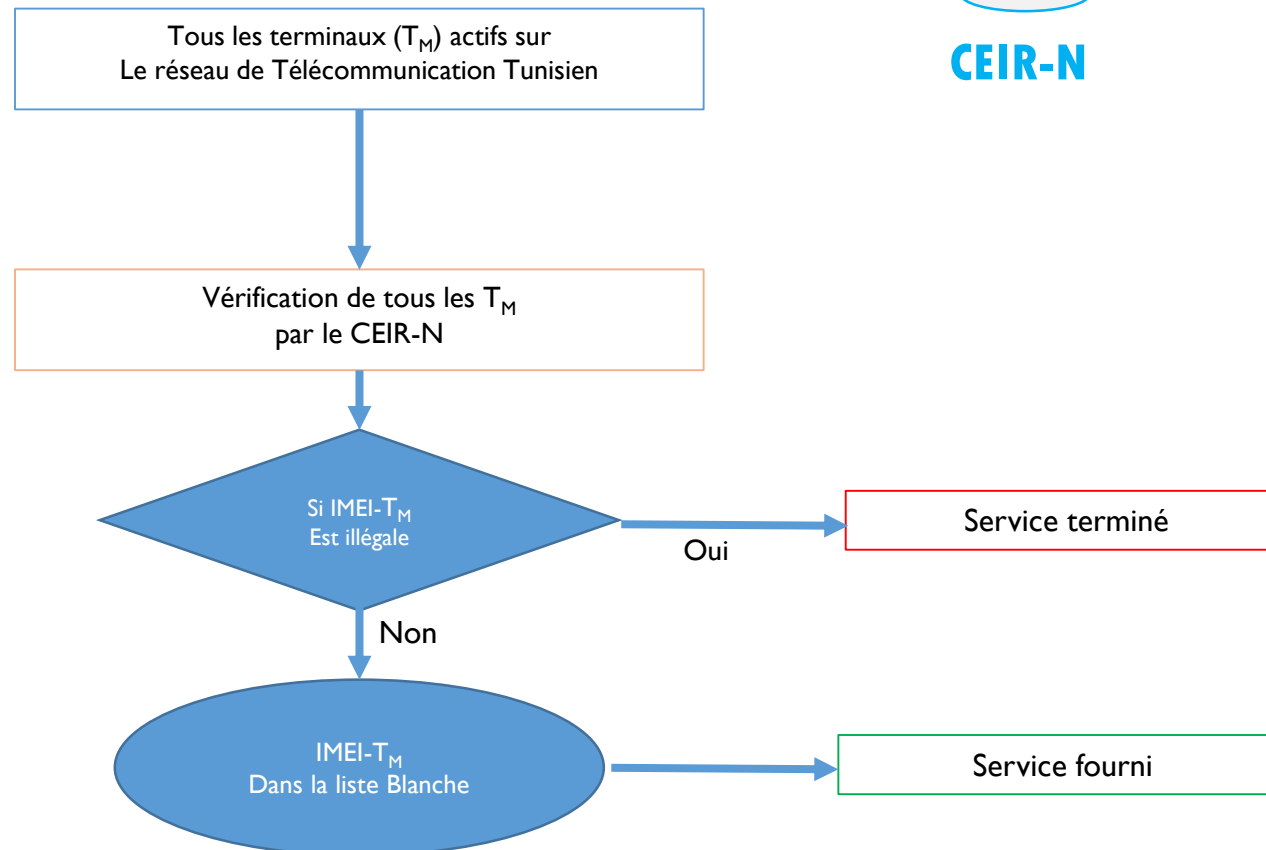 Tous les terminaux (TM) actifs sur
Le réseau de Télécommunication Tunisien
CEIR-N
Vérification de tous les TM
par le CEIR-N
Si IMEI-TM
Est illégale
Oui
Service terminé
Non
IMEI-TM
Dans la liste Blanche
Service fourni